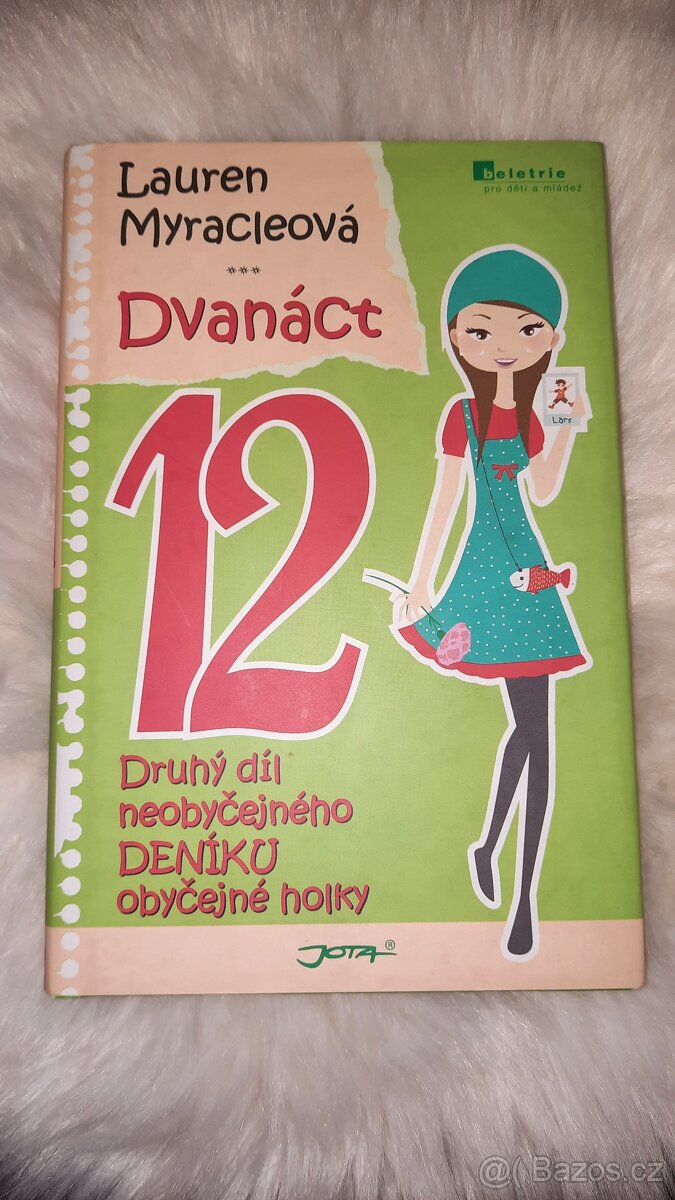 Lauren
Myracleová
***
Dvanáct
beletrie
pro děti a mládež
Lars
12
Druhý díl
neobyčejného
DENÍKU
obyčejné holky
JOTA®
@( Bazos.cz